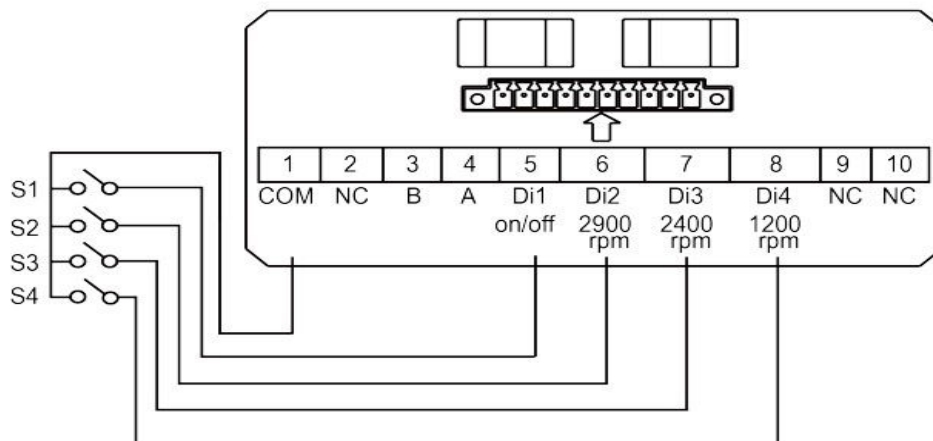 1 2 3 4 5 6 7 8 9 10
S1 COM NC B A Di1 Di2 Di3 Di4 NC NC
S2 on/off 2900 2400 1200
rpm rpm rpm
S3
S4